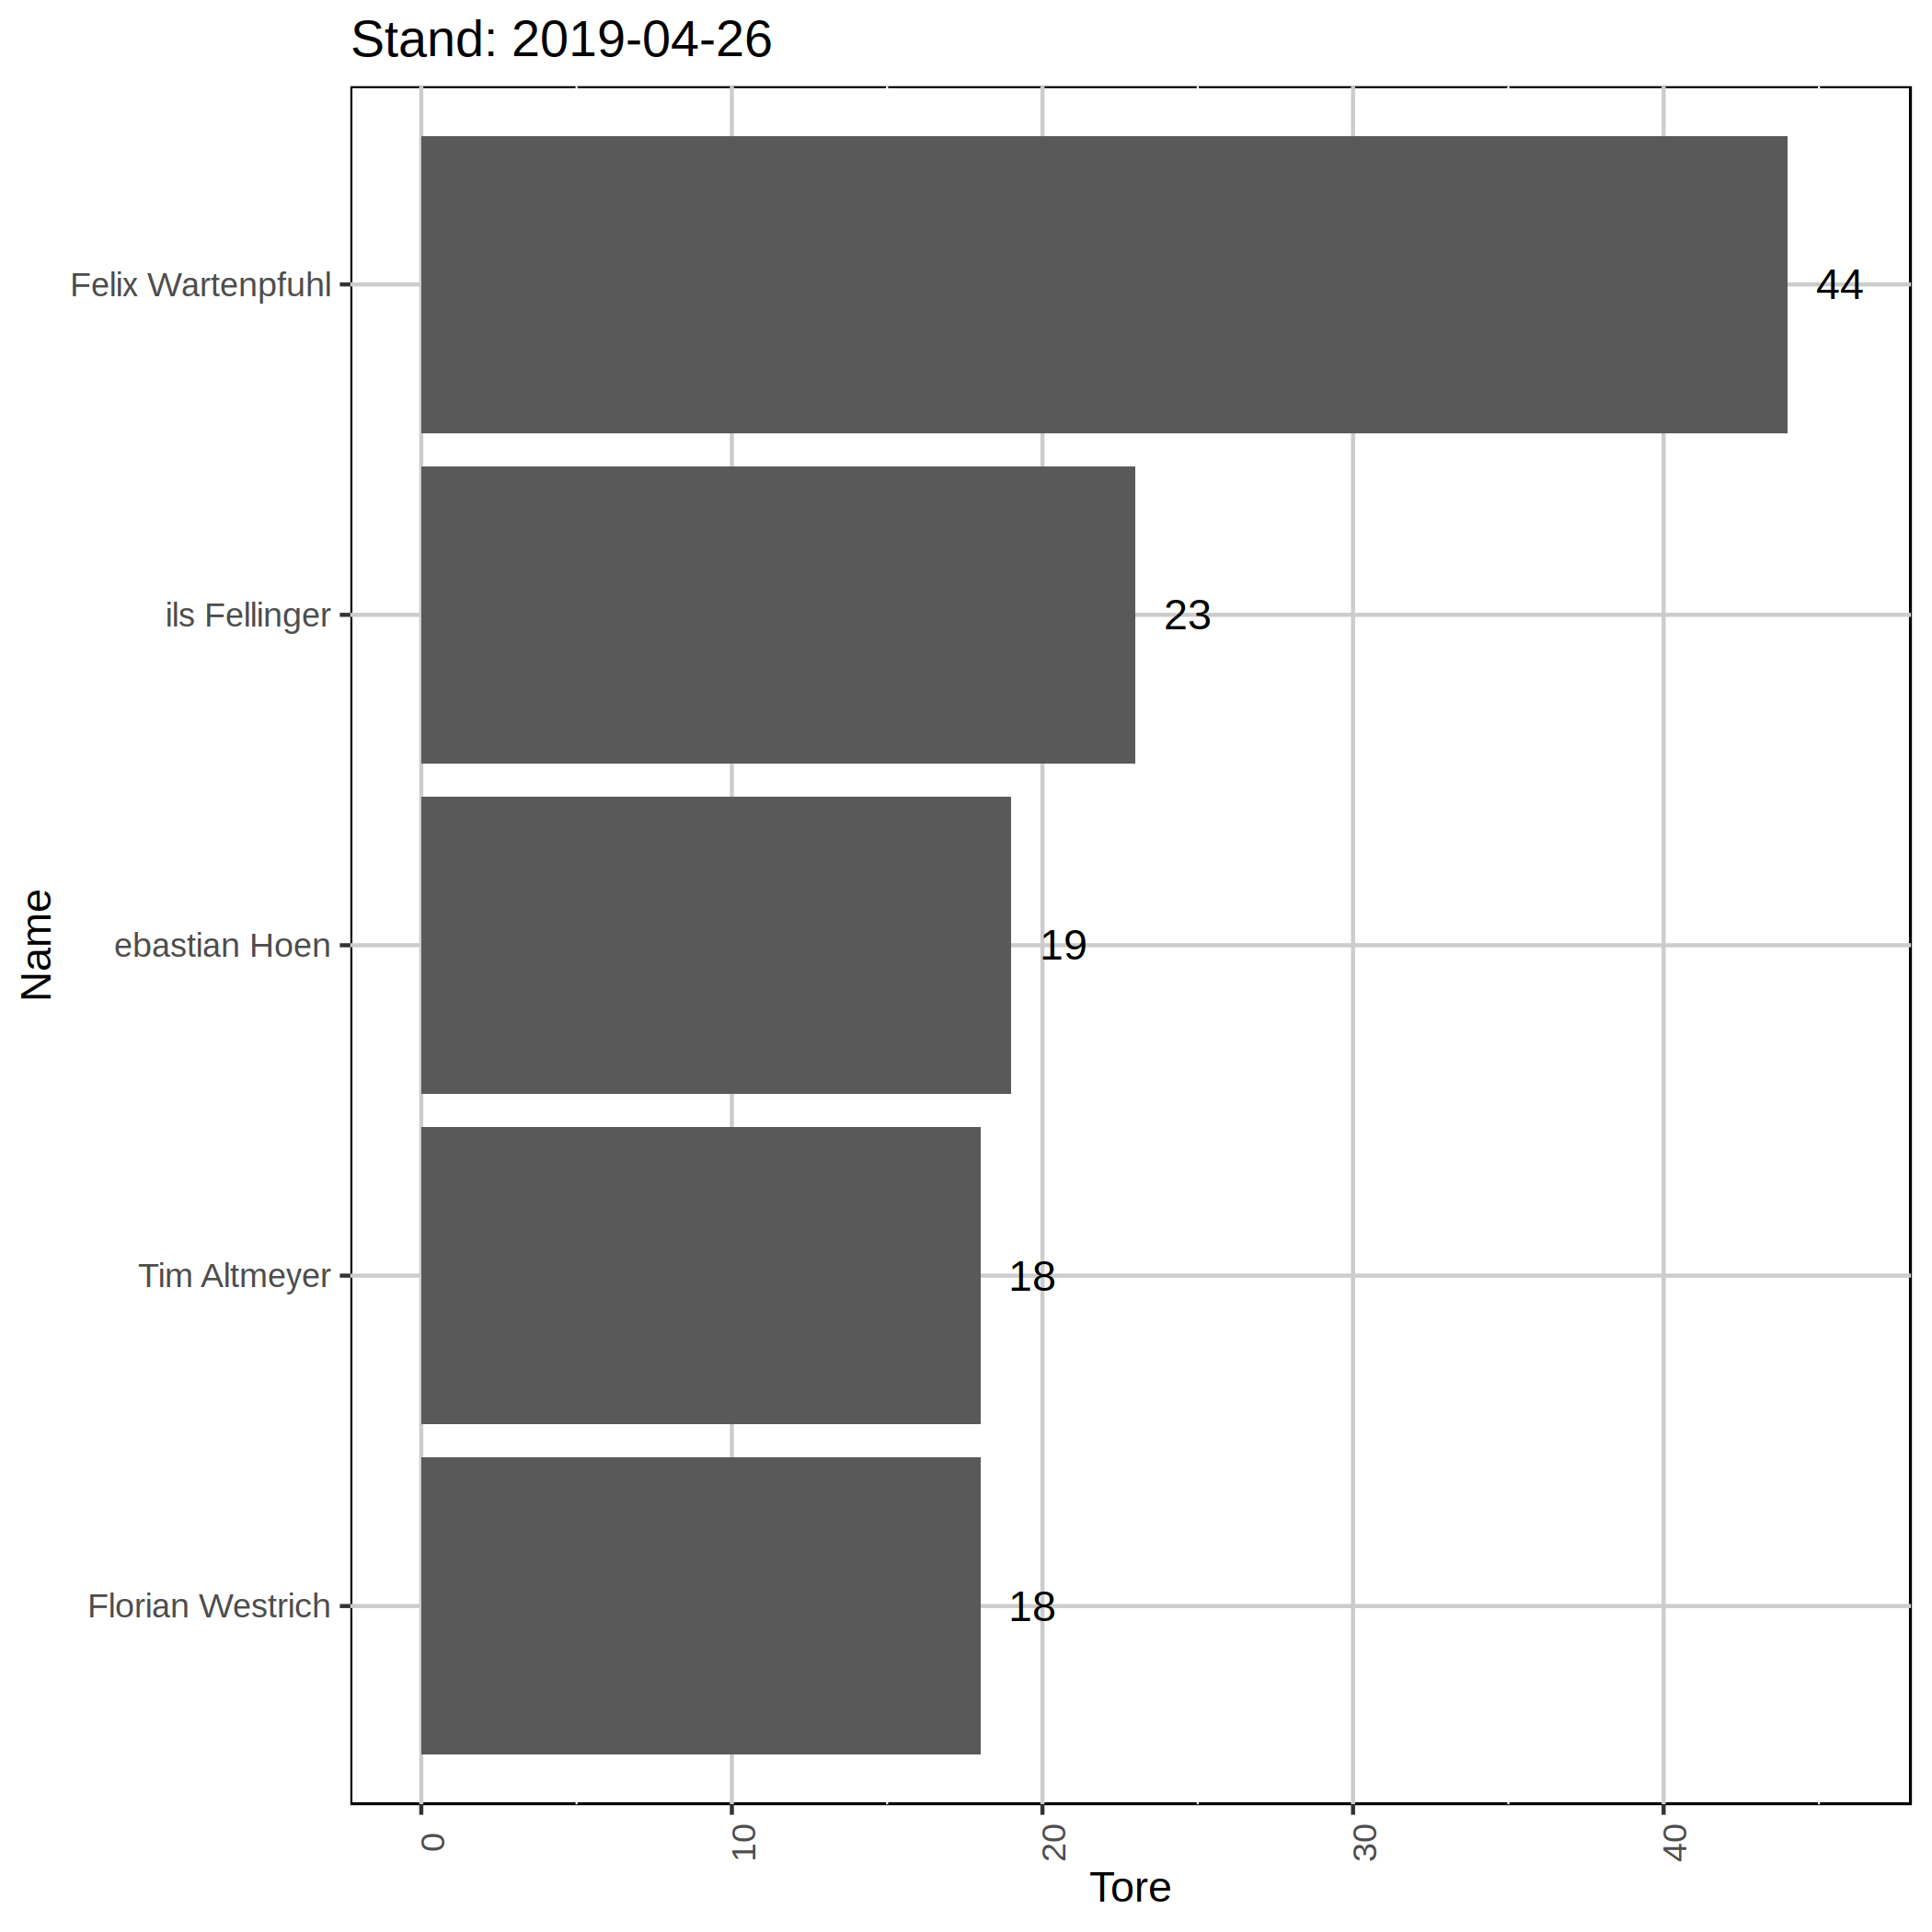 Stand: 2019-04-26
Felix Wartenpfuhl
44
ils Fellinger
23
ebastian Hoen
19
Tim Altmeyer
18
Florian Westrich
18
Name
0
10
20
30
40
Tore